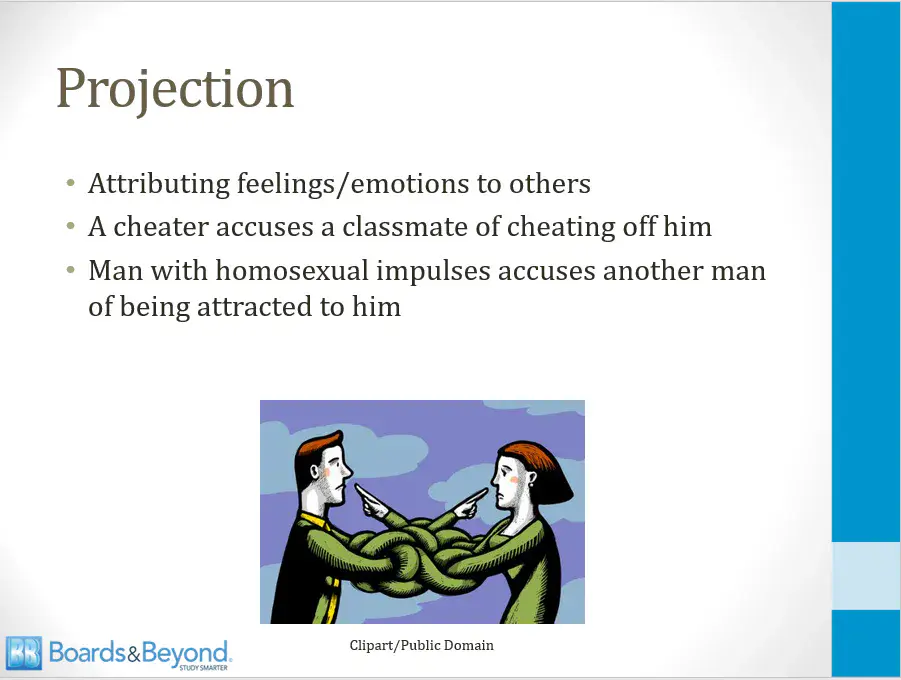 Projection
• Attributing feelings/emotions to others
• A cheater accuses a classmate of cheating off him
• Man with homosexual impulses accuses another man
of being attracted to him
Clipart/Public Domain
BB Boards&Beyond.
STUDY SMARTER